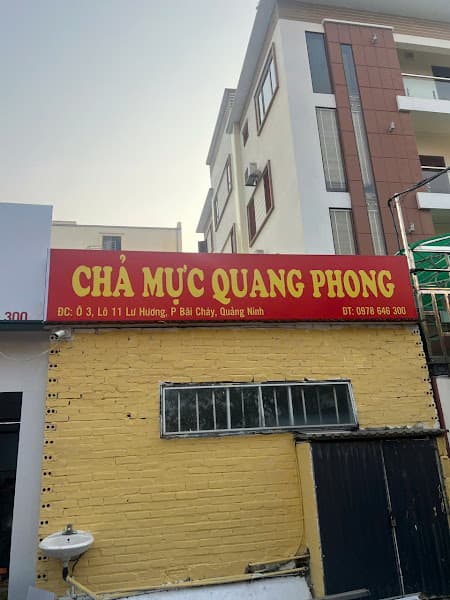 CHẢ MỰC QUANG PHONG
ĐC: Ô 3, Lô 11 Lư Hương, P Bãi Cháy, Quảng Ninh ĐT: 0978 646 300
300